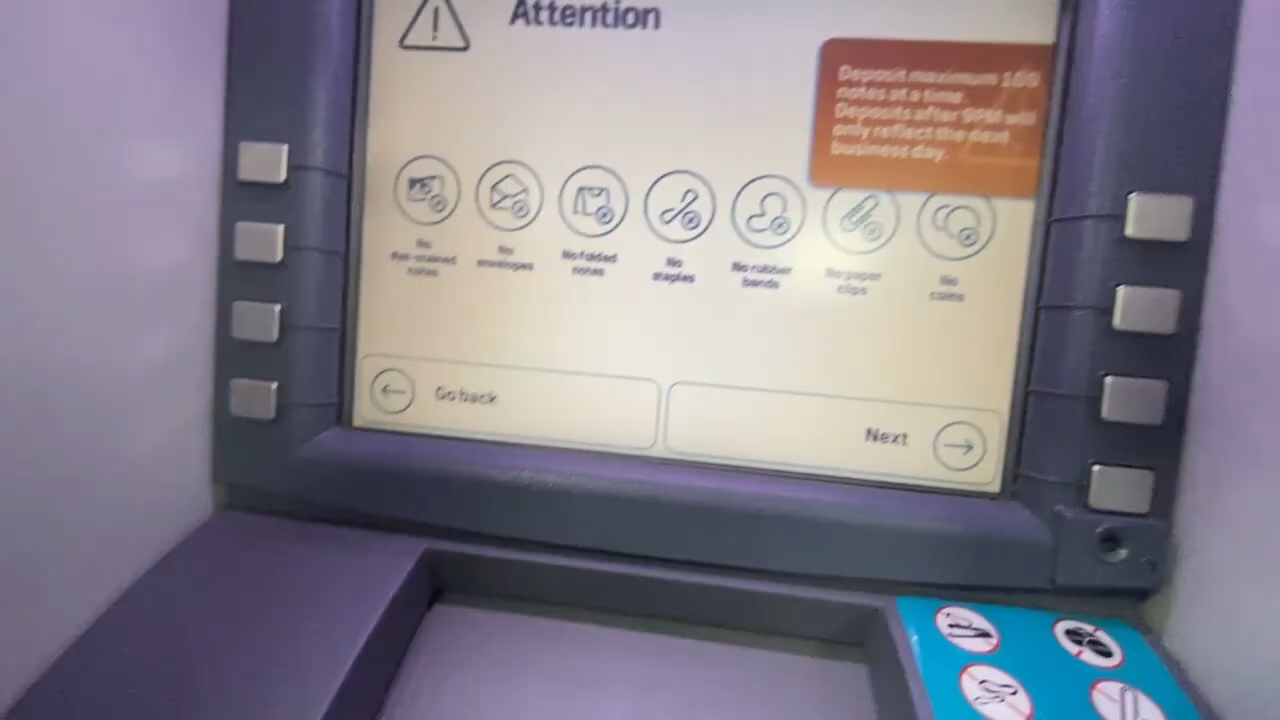 Attention
Deposit maximum 100
notes at a time.
Deposits after 9PM will
only reflect the next
business day.
No
dye-stained
notes
No
envelopes
No folded
notes
No
staples
No rubber
bands
No paper
clips
No
coins
Go back
Next